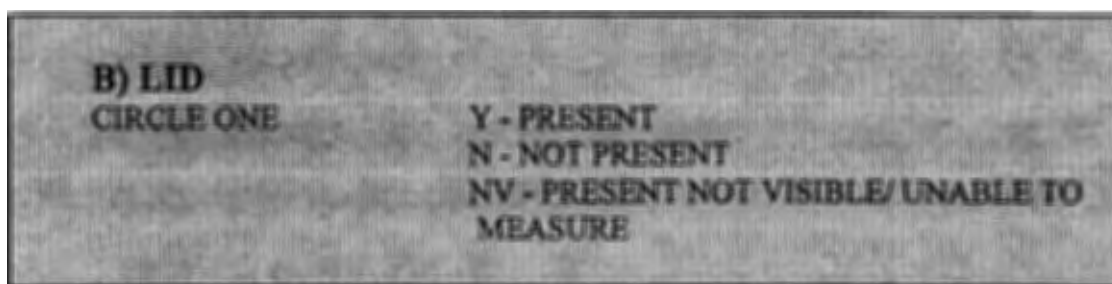 B) LID
CIRCLE ONE Y - PRESENT
N - NOT PRESENT
NV - PRESENT NOT VISIBLE/ UNABLE TO
MEASURE